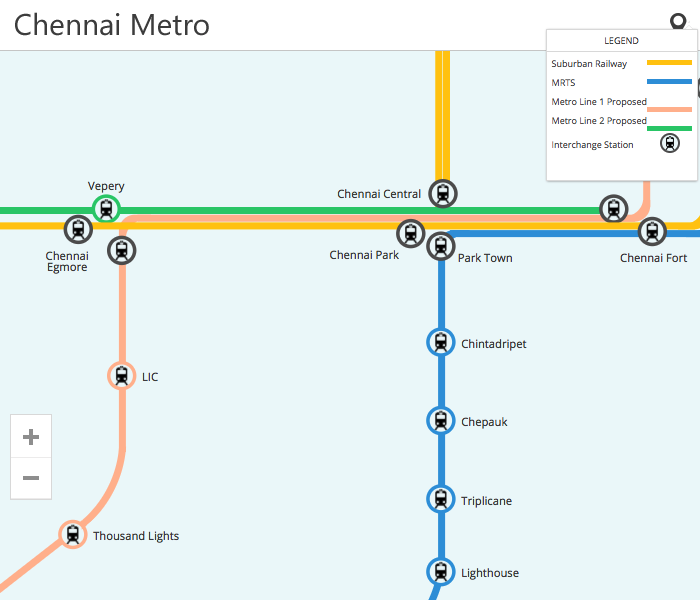 Chennai Metro
LEGEND
Suburban Railway
MRTS
Metro Line 1 Proposed
Metro Line 2 Proposed
Interchange Station
Vepery
Chennai Central
Chennai
Egmore
Chennai Park
Park Town
Chennai Fort
Chintadripet
LIC
Chepauk
+
−
Triplicane
Thousand Lights
Lighthouse